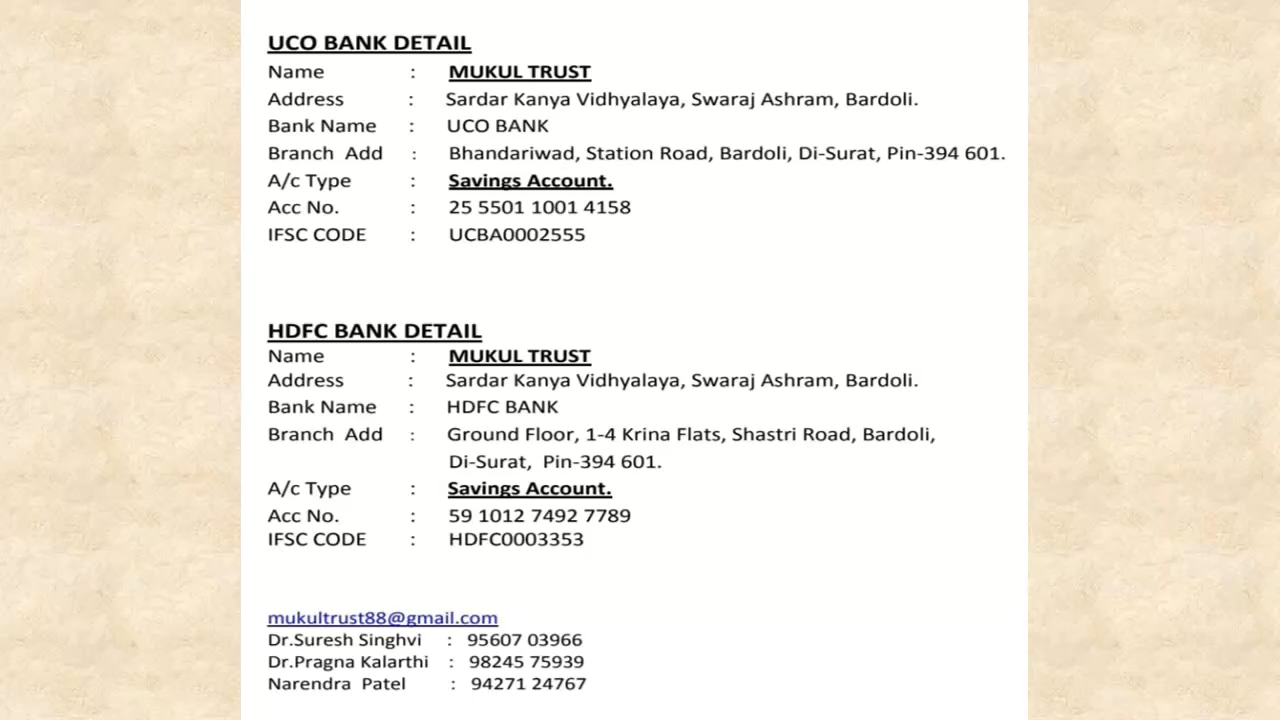 UCO BANK DETAIL
Name : MUKUL TRUST
Address : Sardar Kanya Vidhyalaya, Swaraj Ashram, Bardoli.
Bank Name : UCO BANK
Branch Add : Bhandariwad, Station Road, Bardoli, Di-Surat, Pin-394 601.
A/c Type : Savings Account.
Acc No. : 25 5501 1001 4158
IFSC CODE : UCBA0002555
HDFC BANK DETAIL
Name : MUKUL TRUST
Address : Sardar Kanya Vidhyalaya, Swaraj Ashram, Bardoli.
Bank Name : HDFC BANK
Branch Add : Ground Floor, 1-4 Krina Flats, Shastri Road, Bardoli,
Di-Surat, Pin-394 601.
A/c Type : Savings Account.
Acc No. : 59 1012 7492 7789
IFSC CODE : HDFC0003353
mukultrust88@gmail.com
Dr.Suresh Singhvi : 95607 03966
Dr.Pragna Kalarthi : 98245 75939
Narendra Patel : 94271 24767